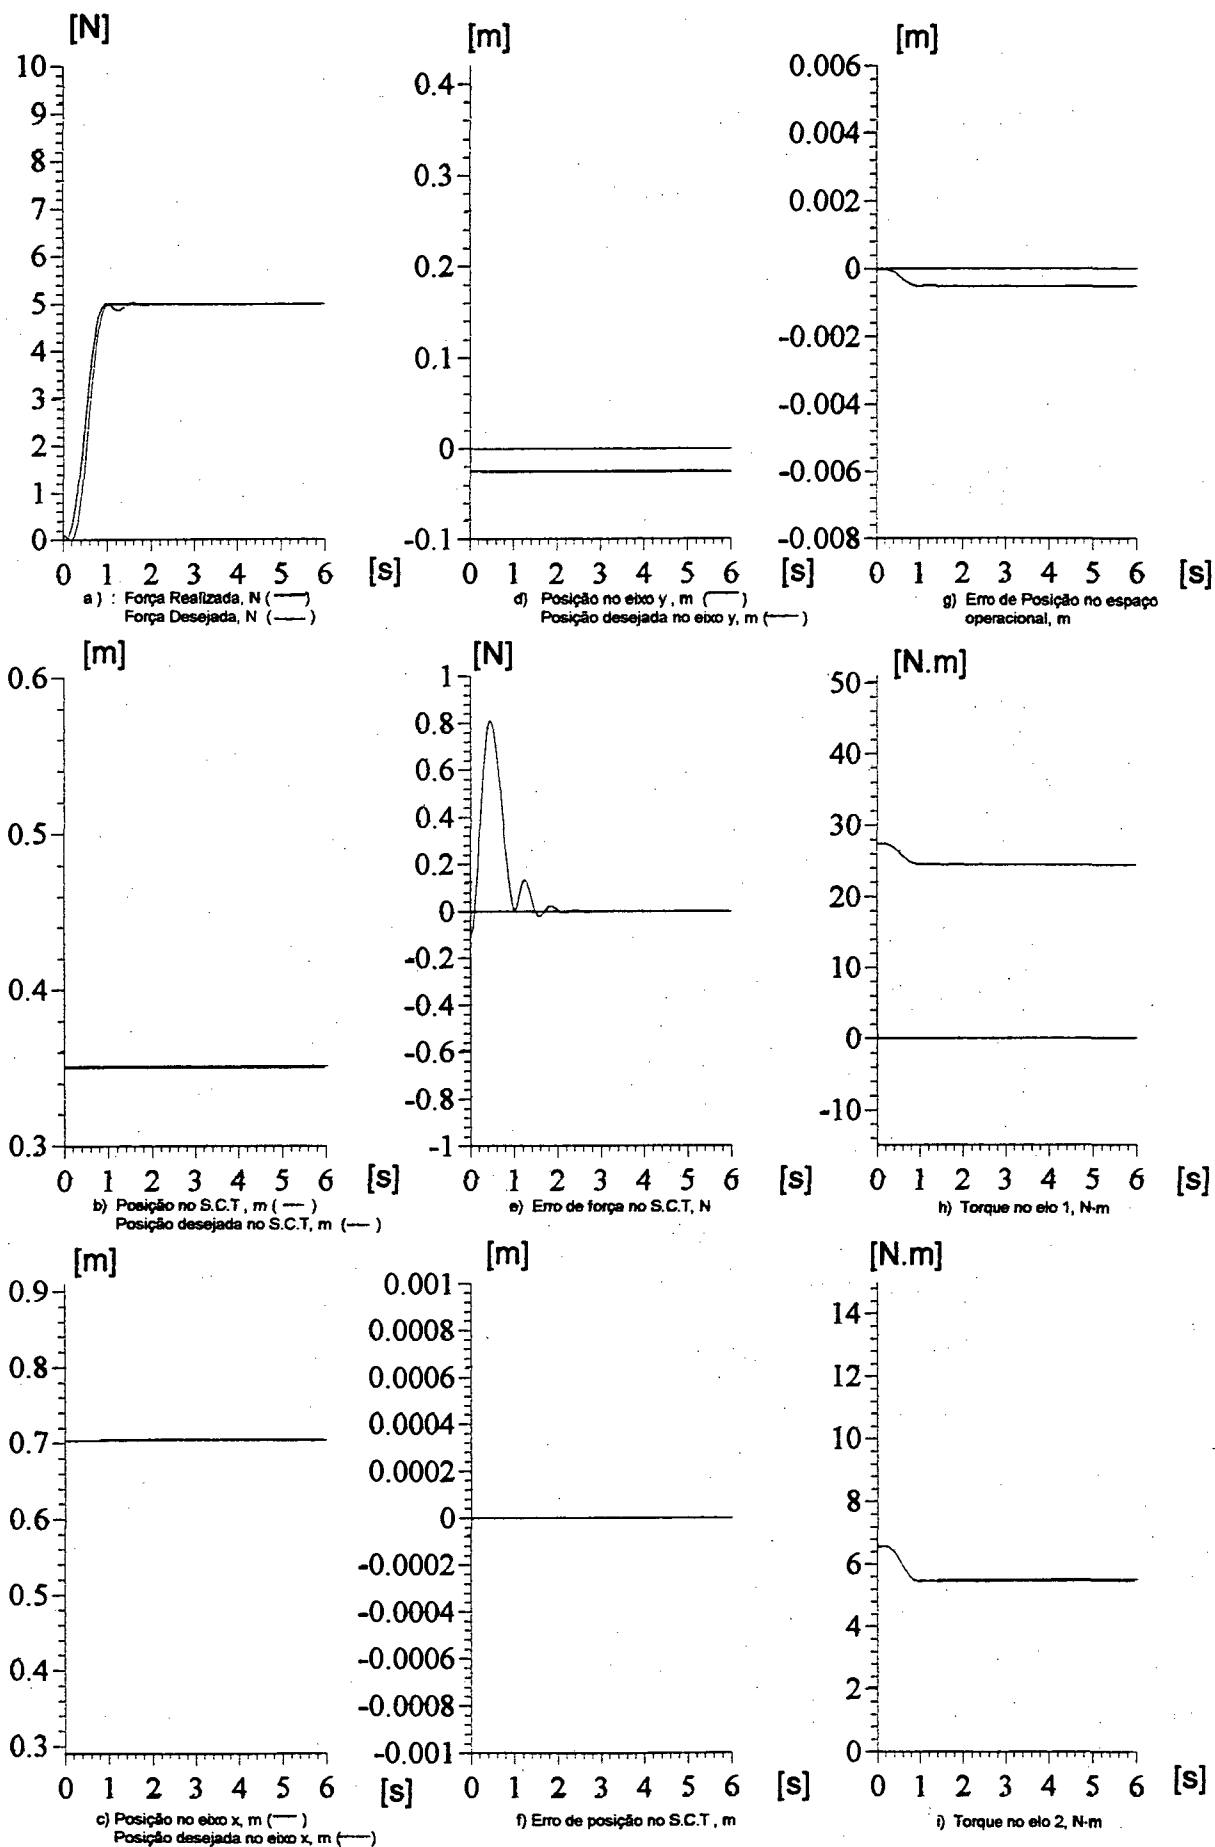 [N]
10
9
8
7
6
5
4
3
2
1
0
0 1 2 3 4 5 6 [s]
a) : Força Realizada, N (——)
Força Desejada, N (——)
[m]
0.6
0.5
0.4
0.3
0 1 2 3 4 5 6 [s]
b) Posição no S.C.T, m (——)
Posição desejada no S.C.T, m (——)
[m]
0.9
0.8
0.7
0.6
0.5
0.4
0.3
0 1 2 3 4 5 6 [s]
c) Posição no eixo x, m (——)
Posição desejada no eixo x, m (——)
[m]
0.4
0.3
0.2
0.1
0
-0.1
0 1 2 3 4 5 6 [s]
d) Posição no eixo y, m (——)
Posição desejada no eixo y, m (——)
[N]
1
0.8
0.6
0.4
0.2
0
-0.2
-0.4
-0.6
-0.8
-1
0 1 2 3 4 5 6 [s]
e) Erro de força no S.C.T, N
[m]
0.001
0.0008
0.0006
0.0004
0.0002
0
-0.0002
-0.0004
-0.0006
-0.0008
-0.001
0 1 2 3 4 5 6 [s]
f) Erro de posição no S.C.T, m
[m]
0.006
0.004
0.002
0
-0.002
-0.004
-0.006
-0.008
0 1 2 3 4 5 6 [s]
g) Erro de Posição no espaço
operacional, m
[N.m]
50
40
30
20
10
0
-10
0 1 2 3 4 5 6 [s]
h) Torque no elo 1, N-m
[N.m]
14
12
10
8
6
4
2
0
0 1 2 3 4 5 6 [s]
i) Torque no elo 2, N-m